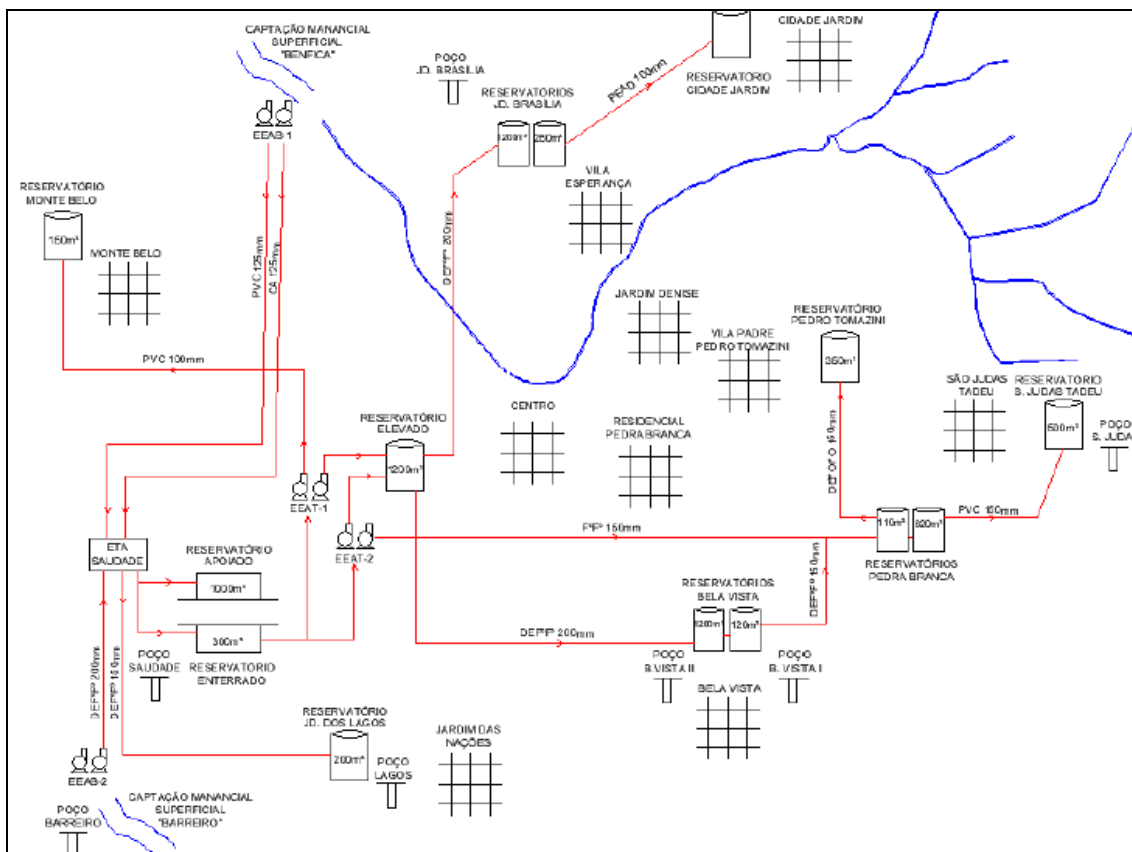 CAPTAÇÃO MANANCIAL
SUPERFICIAL
"BENFICA"
EEAB-1
POÇO
JD. BRASÍLIA
RESERVATÓRIOS
JD. BRASÍLIA
1200m³
250m³
PEAD 100mm
RESERVATÓRIO
CIDADE JARDIM
CIDADE JARDIM
VILA
ESPERANÇA
RESERVATÓRIO
MONTE BELO
150m³
MONTE BELO
PVC 125mm
CA 125mm
DEFºFº 200mm
PVC 100mm
JARDIM DENISE
VILA PADRE
PEDRO TOMAZINI
RESERVATÓRIO
PEDRO TOMAZINI
350m³
SÃO JUDAS
TADEU
RESERVATÓRIO
S. JUDAS TADEU
500m³
POÇO
S. JUDA
CENTRO
RESIDENCIAL
PEDRA BRANCA
RESERVATÓRIO
ELEVADO
1200m³
EEAT-1
EEAT-2
FºFº 150mm
150mm
110m³
820m³
PVC 150mm
RESERVATÓRIOS
PEDRA BRANCA
ETA
SAUDADE
RESERVATÓRIO
APOIADO
1000m³
300m³
RESERVATÓRIO
ENTERRADO
POÇO
SAUDADE
DEFºFº 200mm
DEFºFº 150mm
DEFºFº 200mm
RESERVATÓRIOS
BELA VISTA
1200m³
120m³
DEFºFº 150mm
POÇO
B.VISTA II
POÇO
B. VISTA I
BELA VISTA
EEAB-2
RESERVATÓRIO
JD. DOS LAGOS
200m³
POÇO
LAGOS
JARDIM DAS
NAÇÕES
CAPTAÇÃO MANANCIAL
SUPERFICIAL
"BARREIRO"
POÇO
BARREIRO